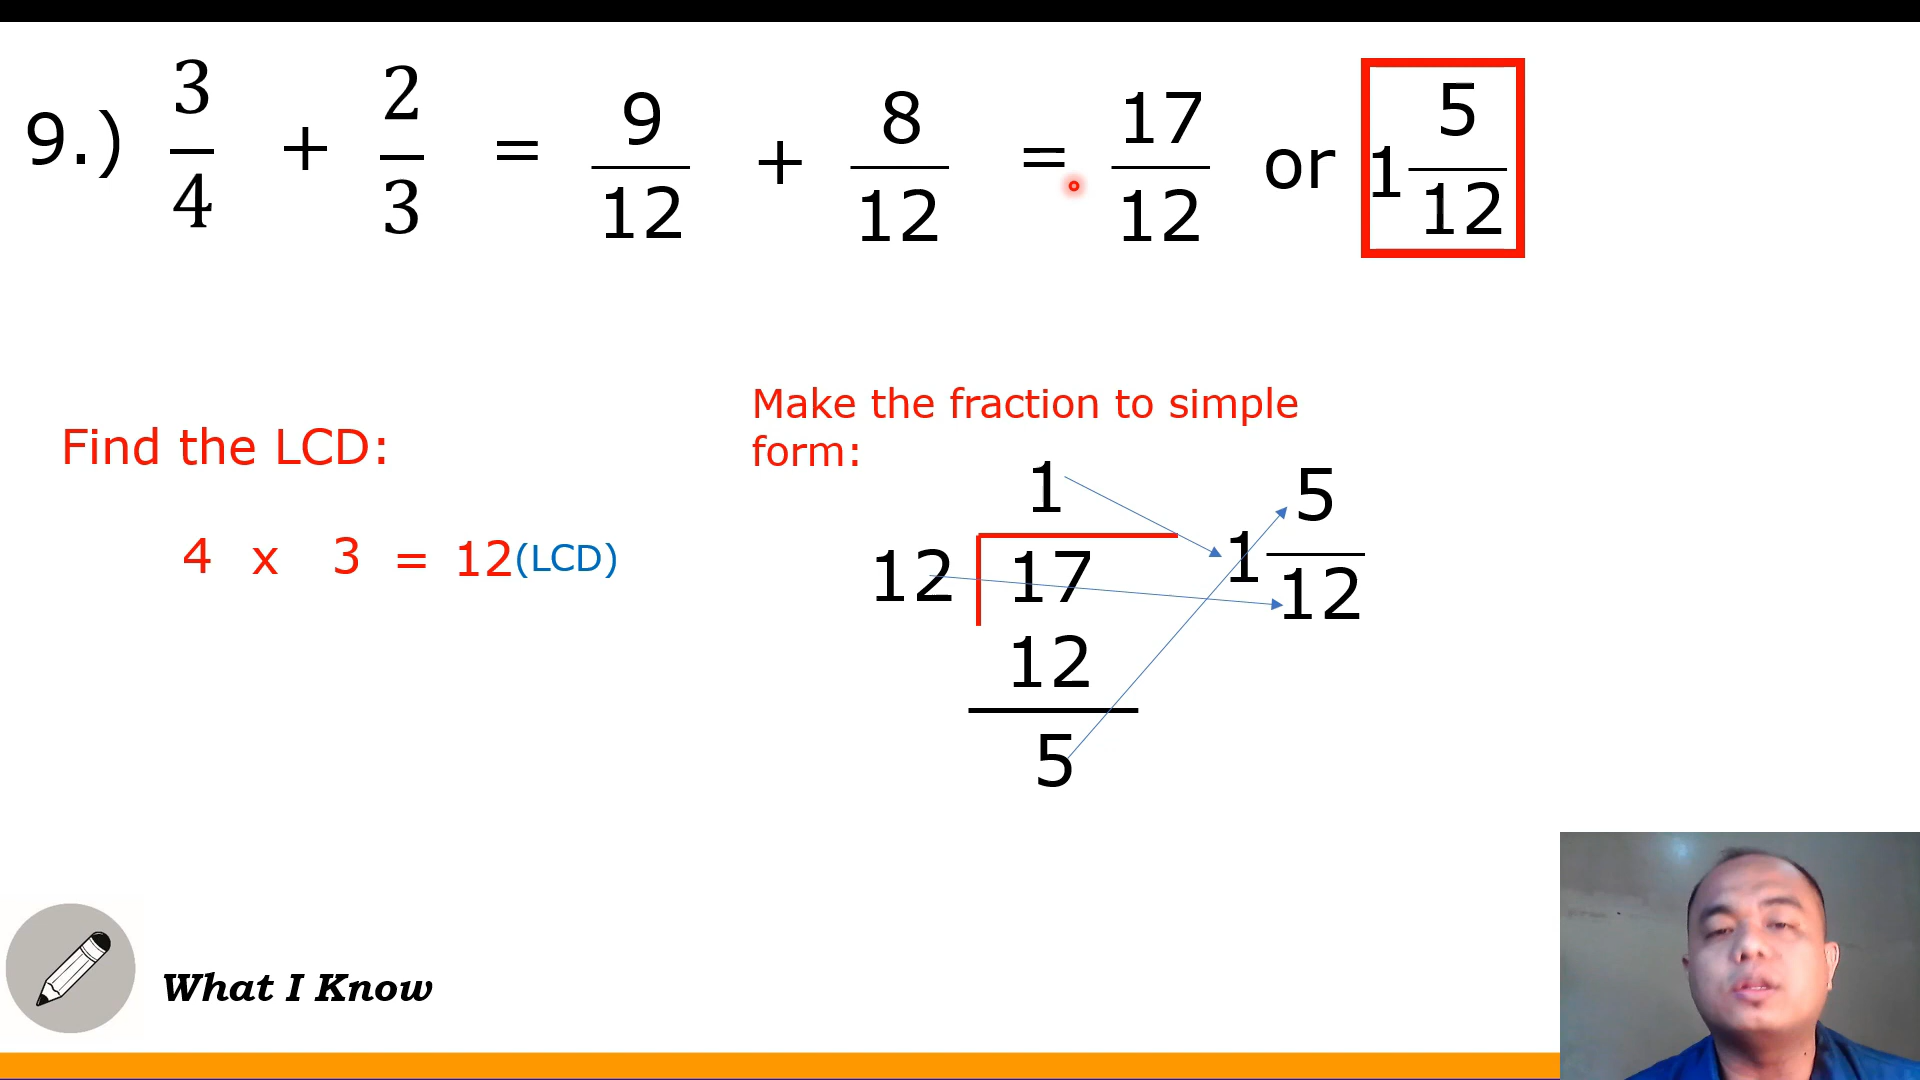 9.) 3/4 + 2/3 = 9/12 + 8/12 = 17/12 or 1 5/12
Find the LCD:
4 x 3 = 12(LCD)
Make the fraction to simple
form:
1
12 17
12
5
1 5/12
What I Know